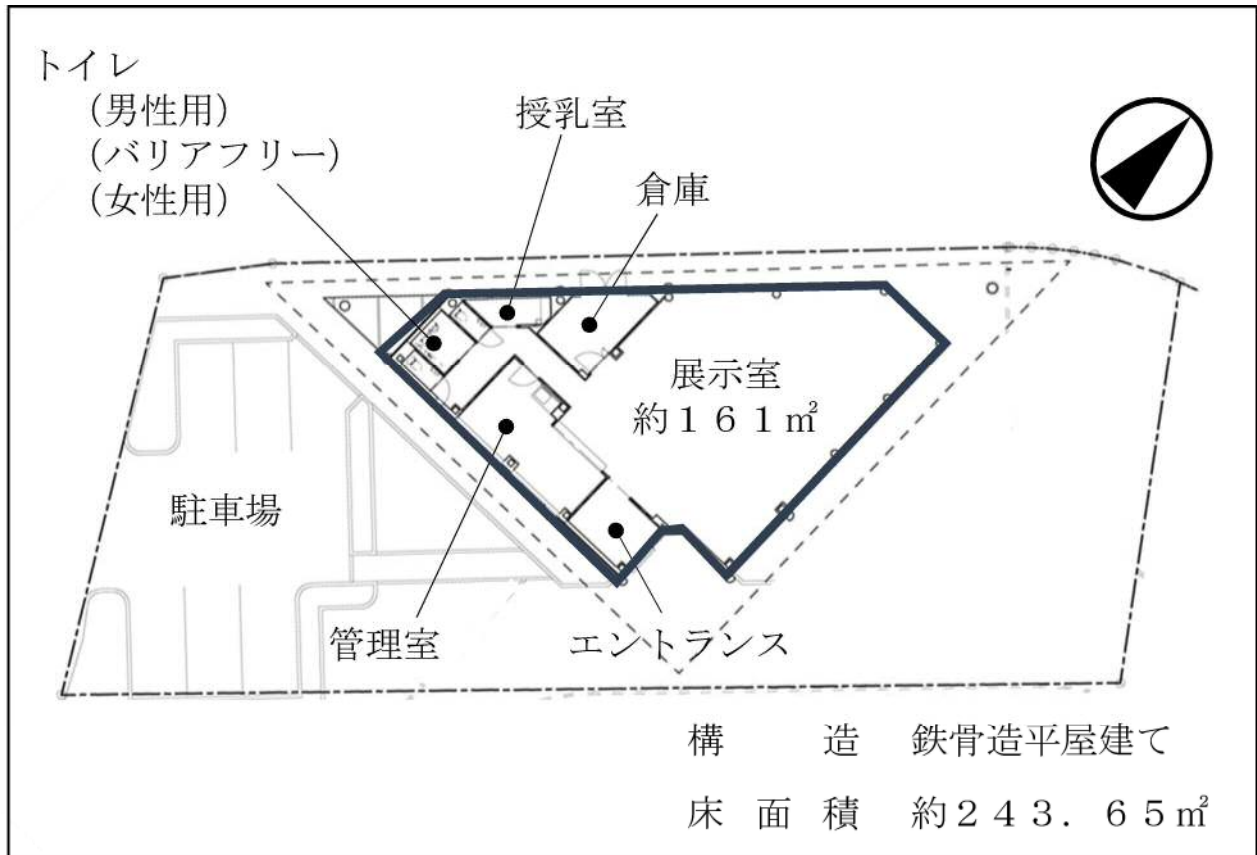 トイレ
(男性用)
(バリアフリー)
(女性用)
授乳室
倉庫
展示室
約161㎡
駐車場
管理室
エントランス
構造 鉄骨造平屋建て
床面積 約243.65㎡